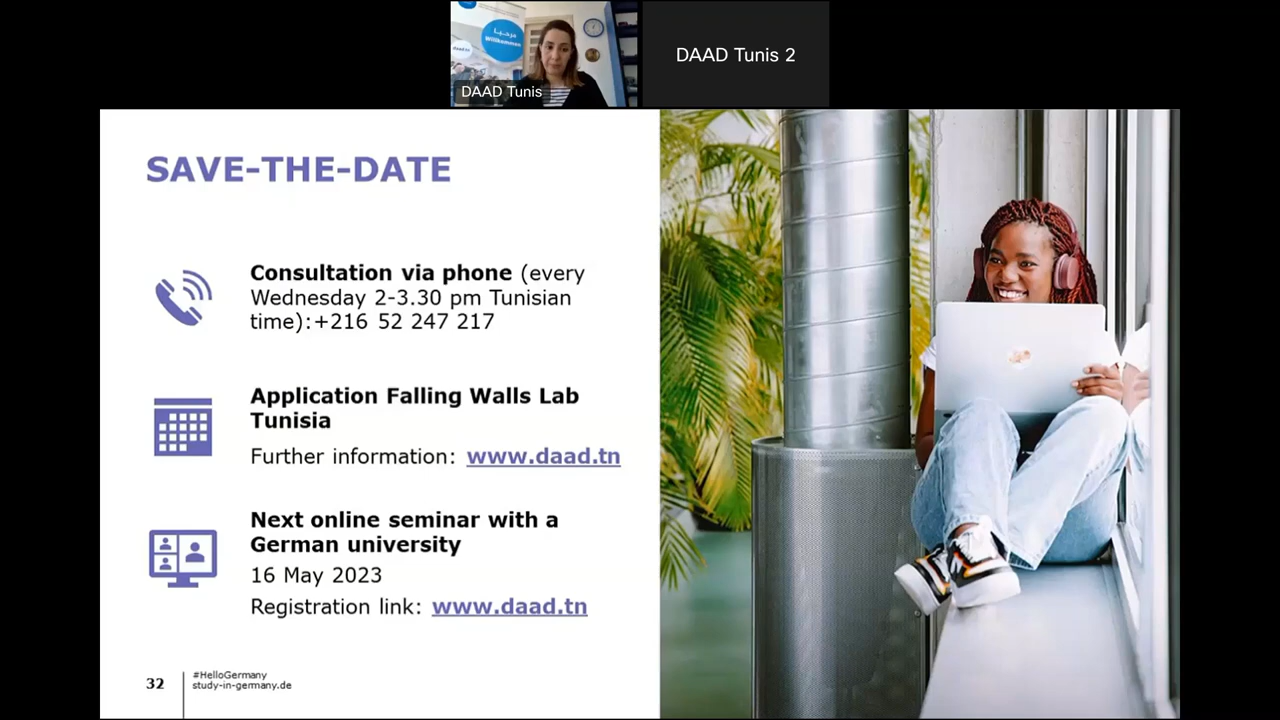 مرحبا
Willkommen
DAAD Tunis
DAAD Tunis 2
SAVE-THE-DATE
Consultation via phone (every
Wednesday 2-3.30 pm Tunisian
time):+216 52 247 217
Application Falling Walls Lab
Tunisia
Further information: www.daad.tn
Next online seminar with a
German university
16 May 2023
Registration link: www.daad.tn
32
#HelloGermany
study-in-germany.de